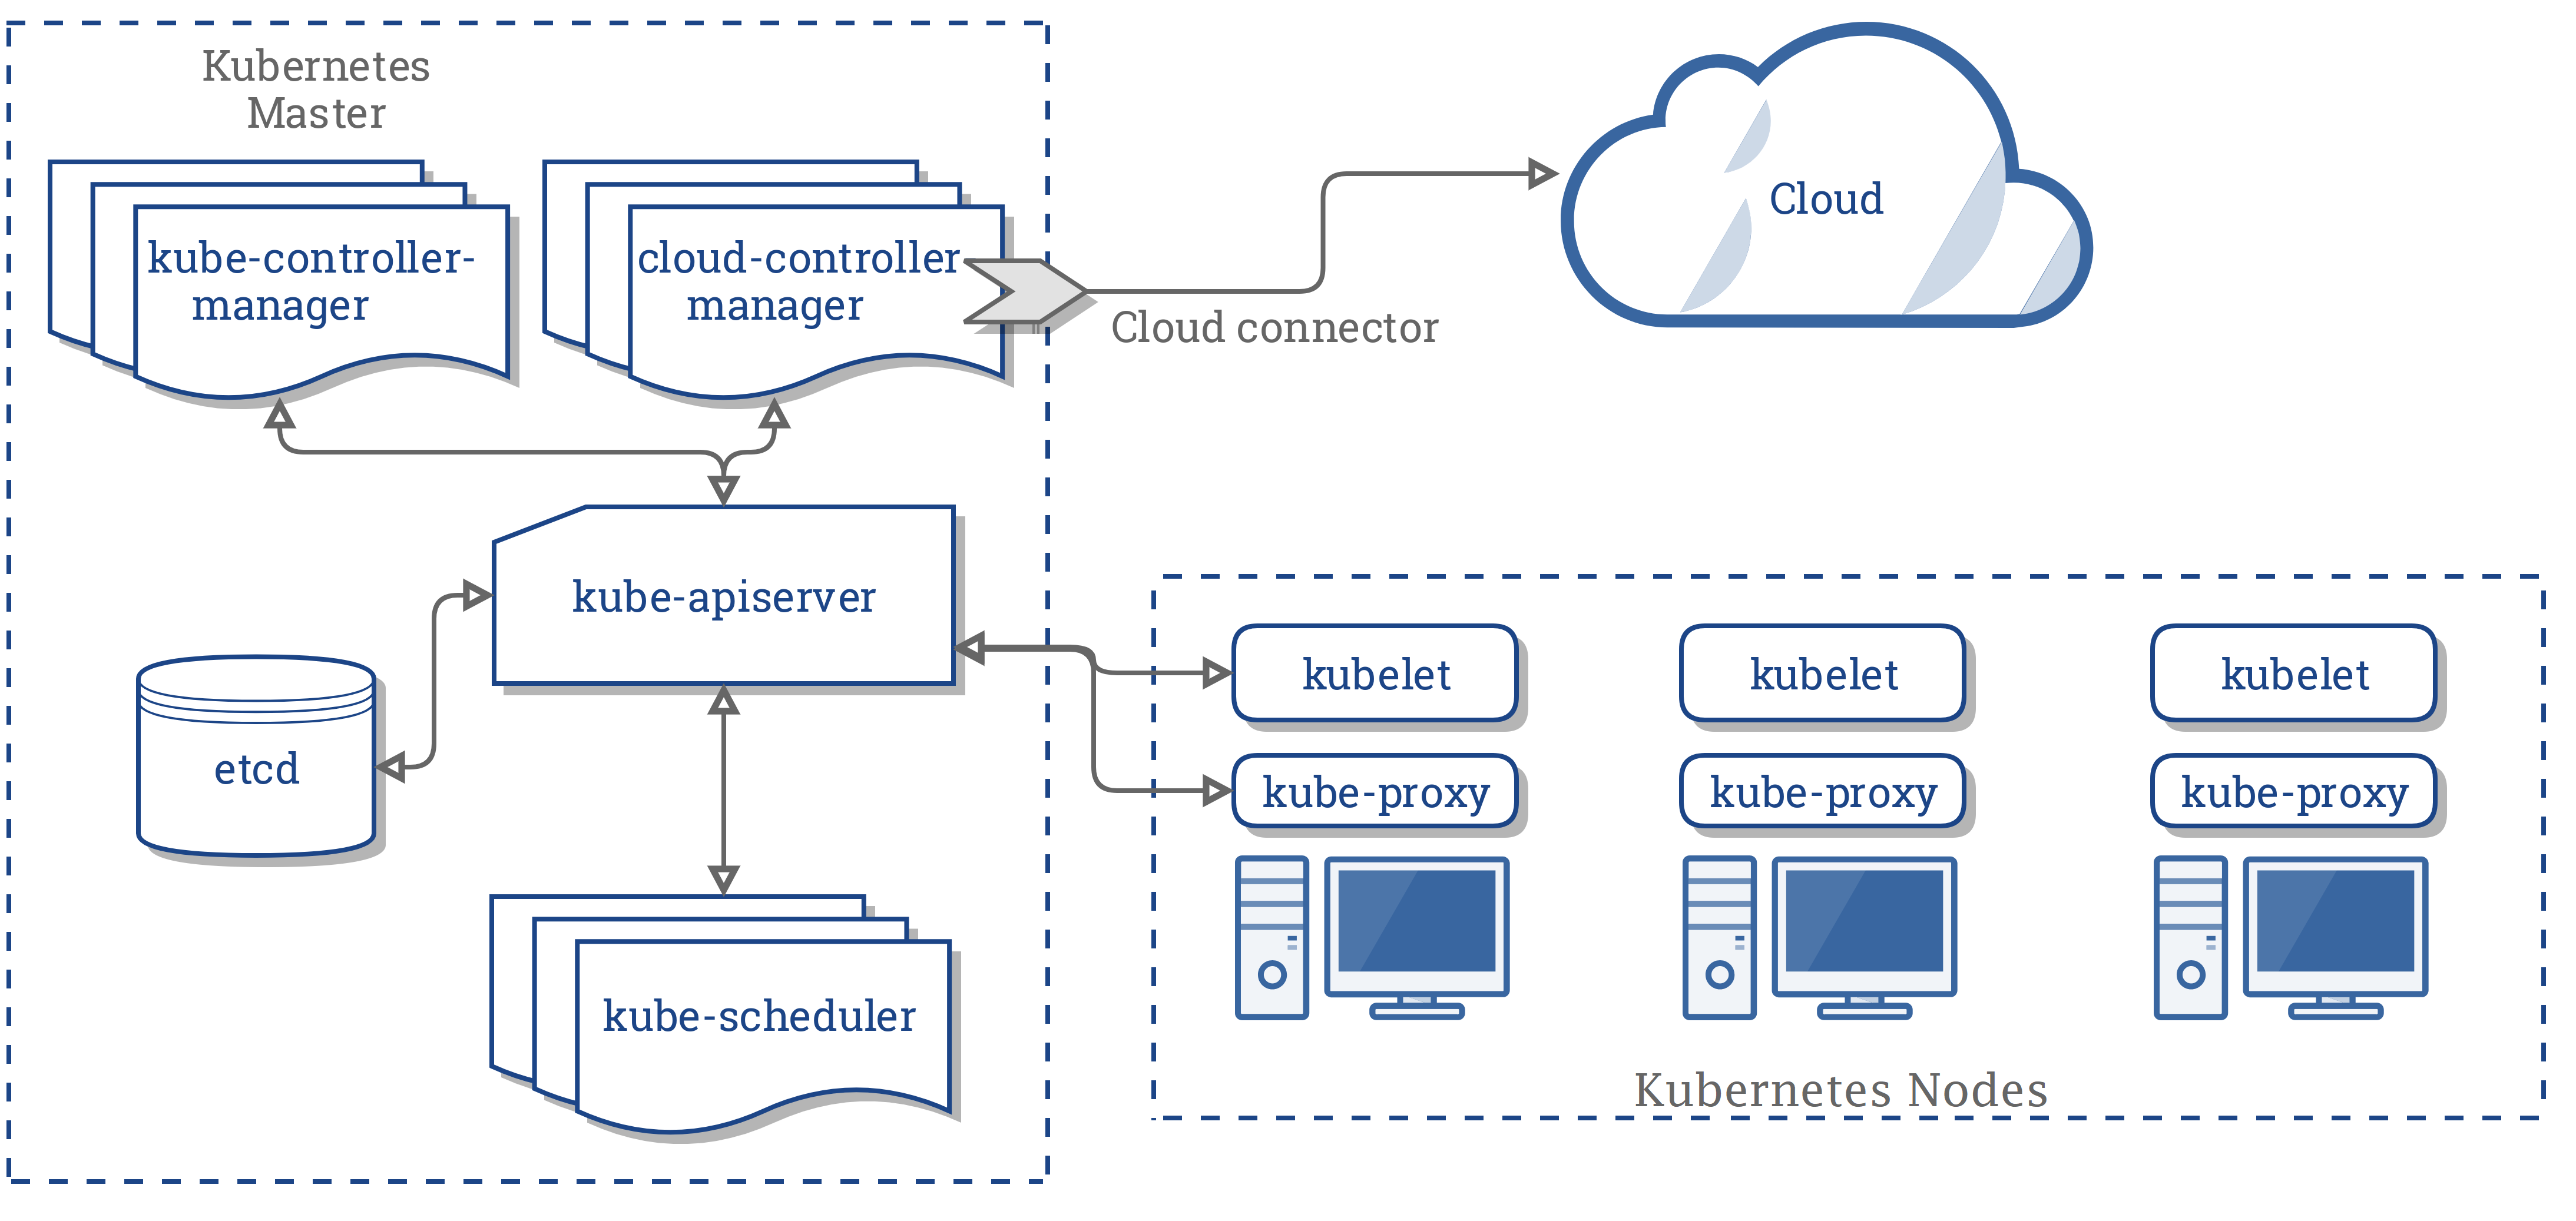 Kubernetes
Master
kube-controller-
manager
cloud-controller-
manager
Cloud connector
Cloud
kube-apiserver
etcd
kube-scheduler
kubelet
kubelet
kubelet
kube-proxy
kube-proxy
kube-proxy
Kubernetes Nodes